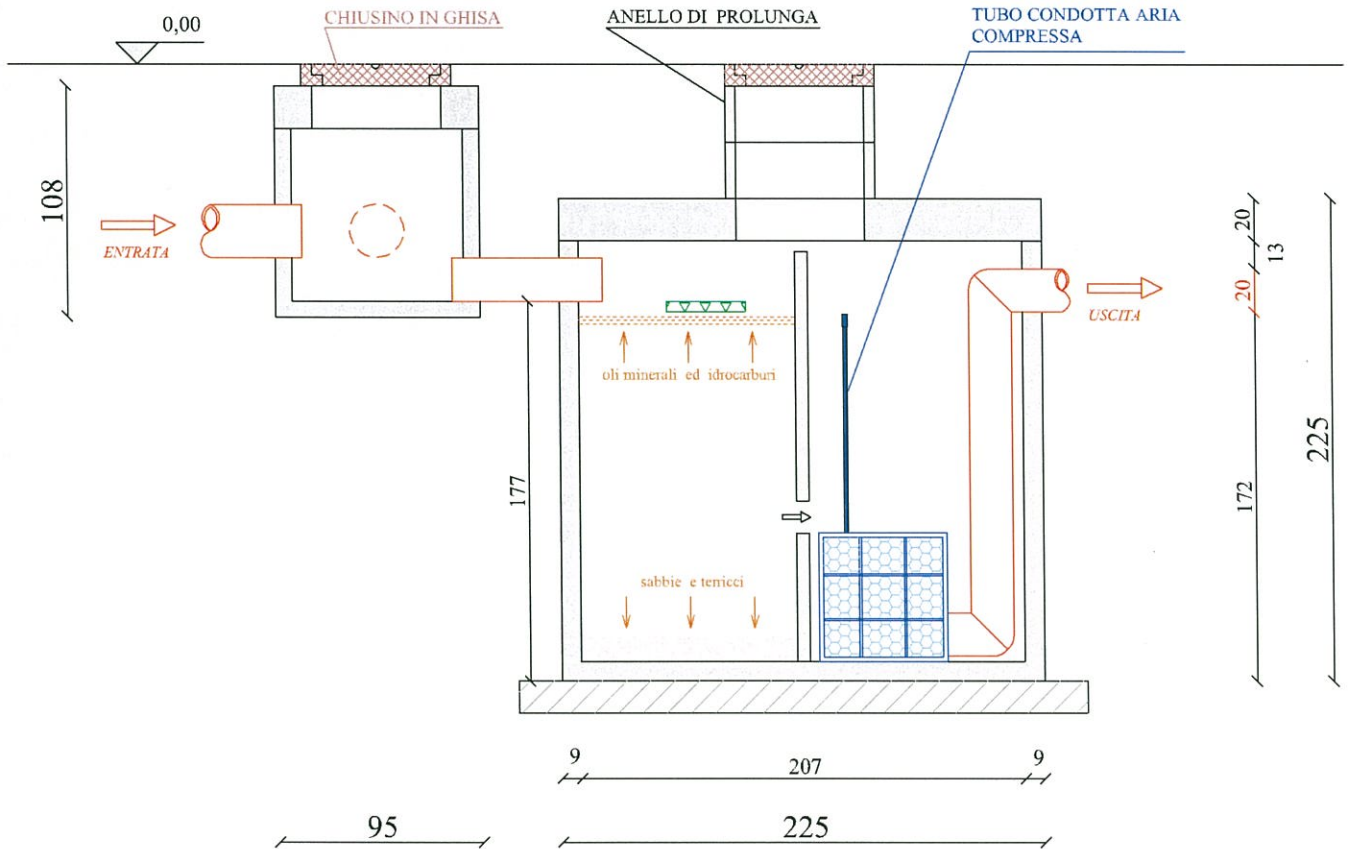 0,00
CHIUSINO IN GHISA
ANELLO DI PROLUNGA
TUBO CONDOTTA ARIA
COMPRESSA
108
ENTRATA
20
13
20
USCITA
oli minerali ed idrocarburi
225
177
172
sabbie e terricci
9
207
9
95
225